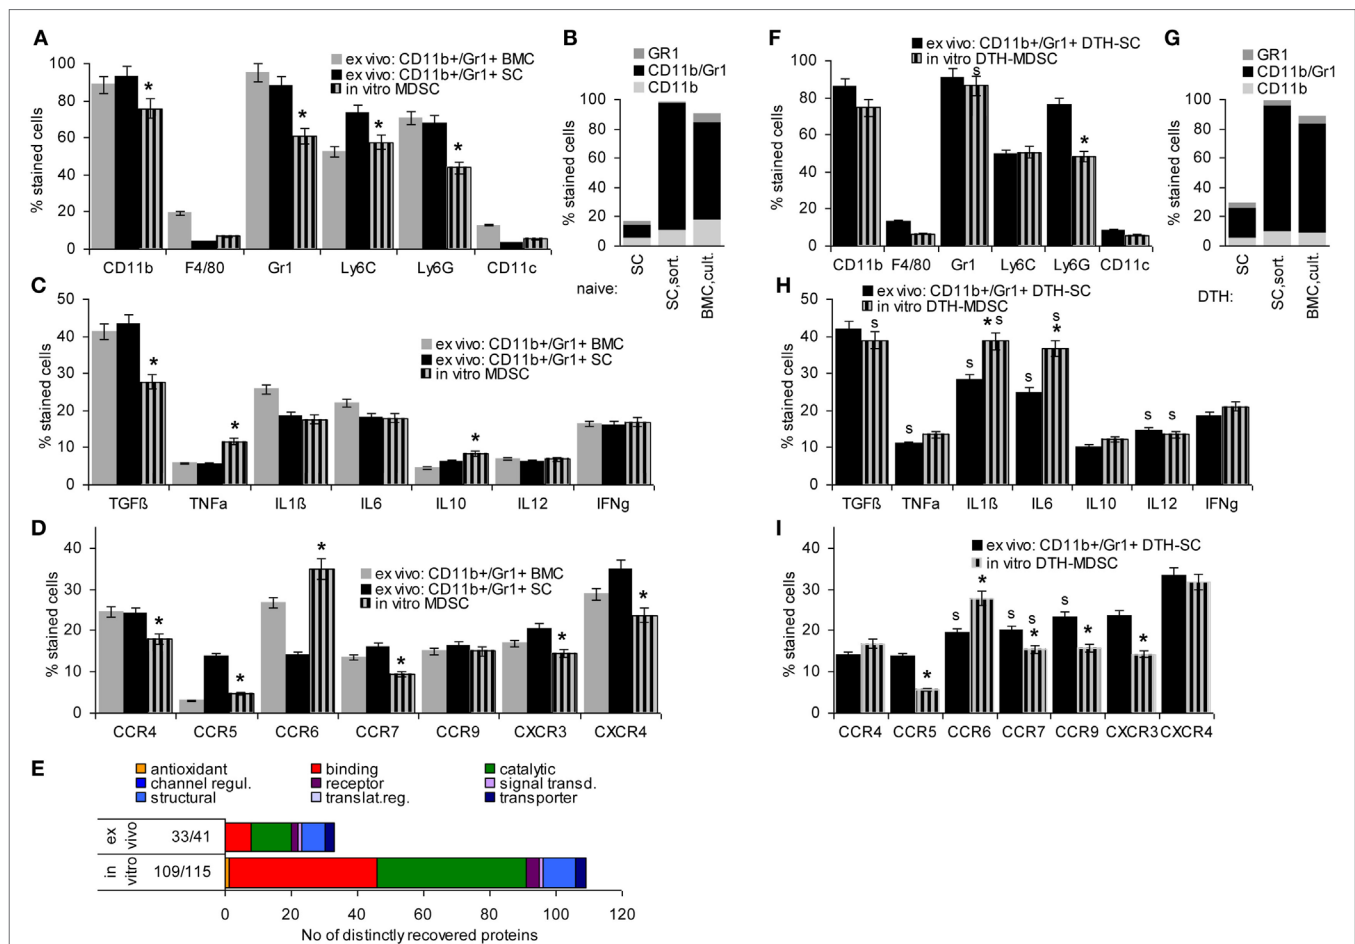 A
ex vivo: CD11b+/Gr1+ BMC
ex vivo: CD11b+/Gr1+ SC
in vitro MDSC
% stained cells
100
80
60
40
20
0
* * * *
CD11b F4/80 Gr1 Ly6C Ly6G CD11c
B
GR1
CD11b/Gr1
CD11b
% stained cells
100
80
60
40
20
0
naive:
SC
SC,sort.
BMC,cult.
C
ex vivo: CD11b+/Gr1+ BMC
ex vivo: CD11b+/Gr1+ SC
in vitro MDSC
% stained cells
50
40
30
20
10
0
* * *
TGFß TNFa IL1ß IL6 IL10 IL12 IFNg
D
ex vivo: CD11b+/Gr1+ BMC
ex vivo: CD11b+/Gr1+ SC
in vitro MDSC
% stained cells
40
30
20
10
0
* * * * * *
CCR4 CCR5 CCR6 CCR7 CCR9 CXCR3 CXCR4
E
antioxidant binding catalytic
channel regul. receptor signal transd.
structural translat.reg. transporter
ex vivo 33/41
in vitro 109/115
0 20 40 60 80 100 120
No of distinctly recovered proteins
F
ex vivo: CD11b+/Gr1+ DTH-SC
in vitro DTH-MDSC
% stained cells
100
80
60
40
20
0
s *
CD11b F4/80 Gr1 Ly6C Ly6G CD11c
G
GR1
CD11b/Gr1
CD11b
% stained cells
100
80
60
40
20
0
DTH:
SC
SC,sort.
BMC,cult.
H
ex vivo: CD11b+/Gr1+ DTH-SC
in vitro DTH-MDSC
% stained cells
50
40
30
20
10
0
s s s * s s s * s s
TGFß TNFa IL1ß IL6 IL10 IL12 IFNg
I
ex vivo: CD11b+/Gr1+ DTH-SC
in vitro DTH-MDSC
% stained cells
40
30
20
10
0
* s * s s * s * *
CCR4 CCR5 CCR6 CCR7 CCR9 CXCR3 CXCR4